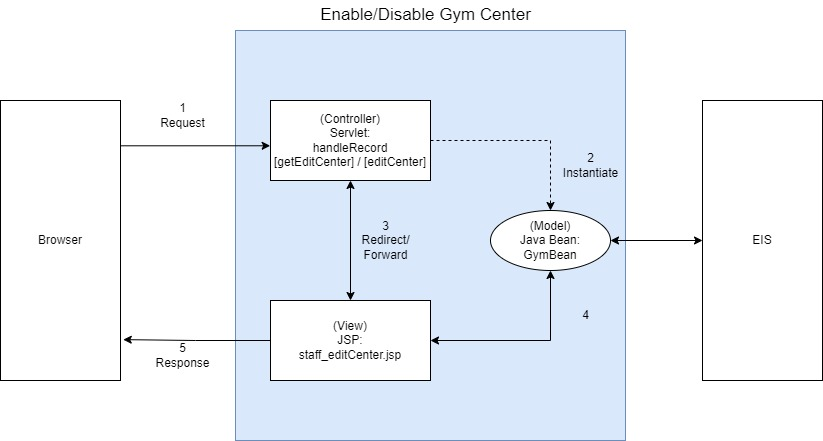 Enable/Disable Gym Center
1
Request
(Controller)
Servlet:
handleRecord
[getEditCenter] / [editCenter]
2
Instantiate
3
Redirect/
Forward
(Model)
Java Bean:
GymBean
Browser
EIS
4
(View)
JSP:
staff_editCenter.jsp
5
Response